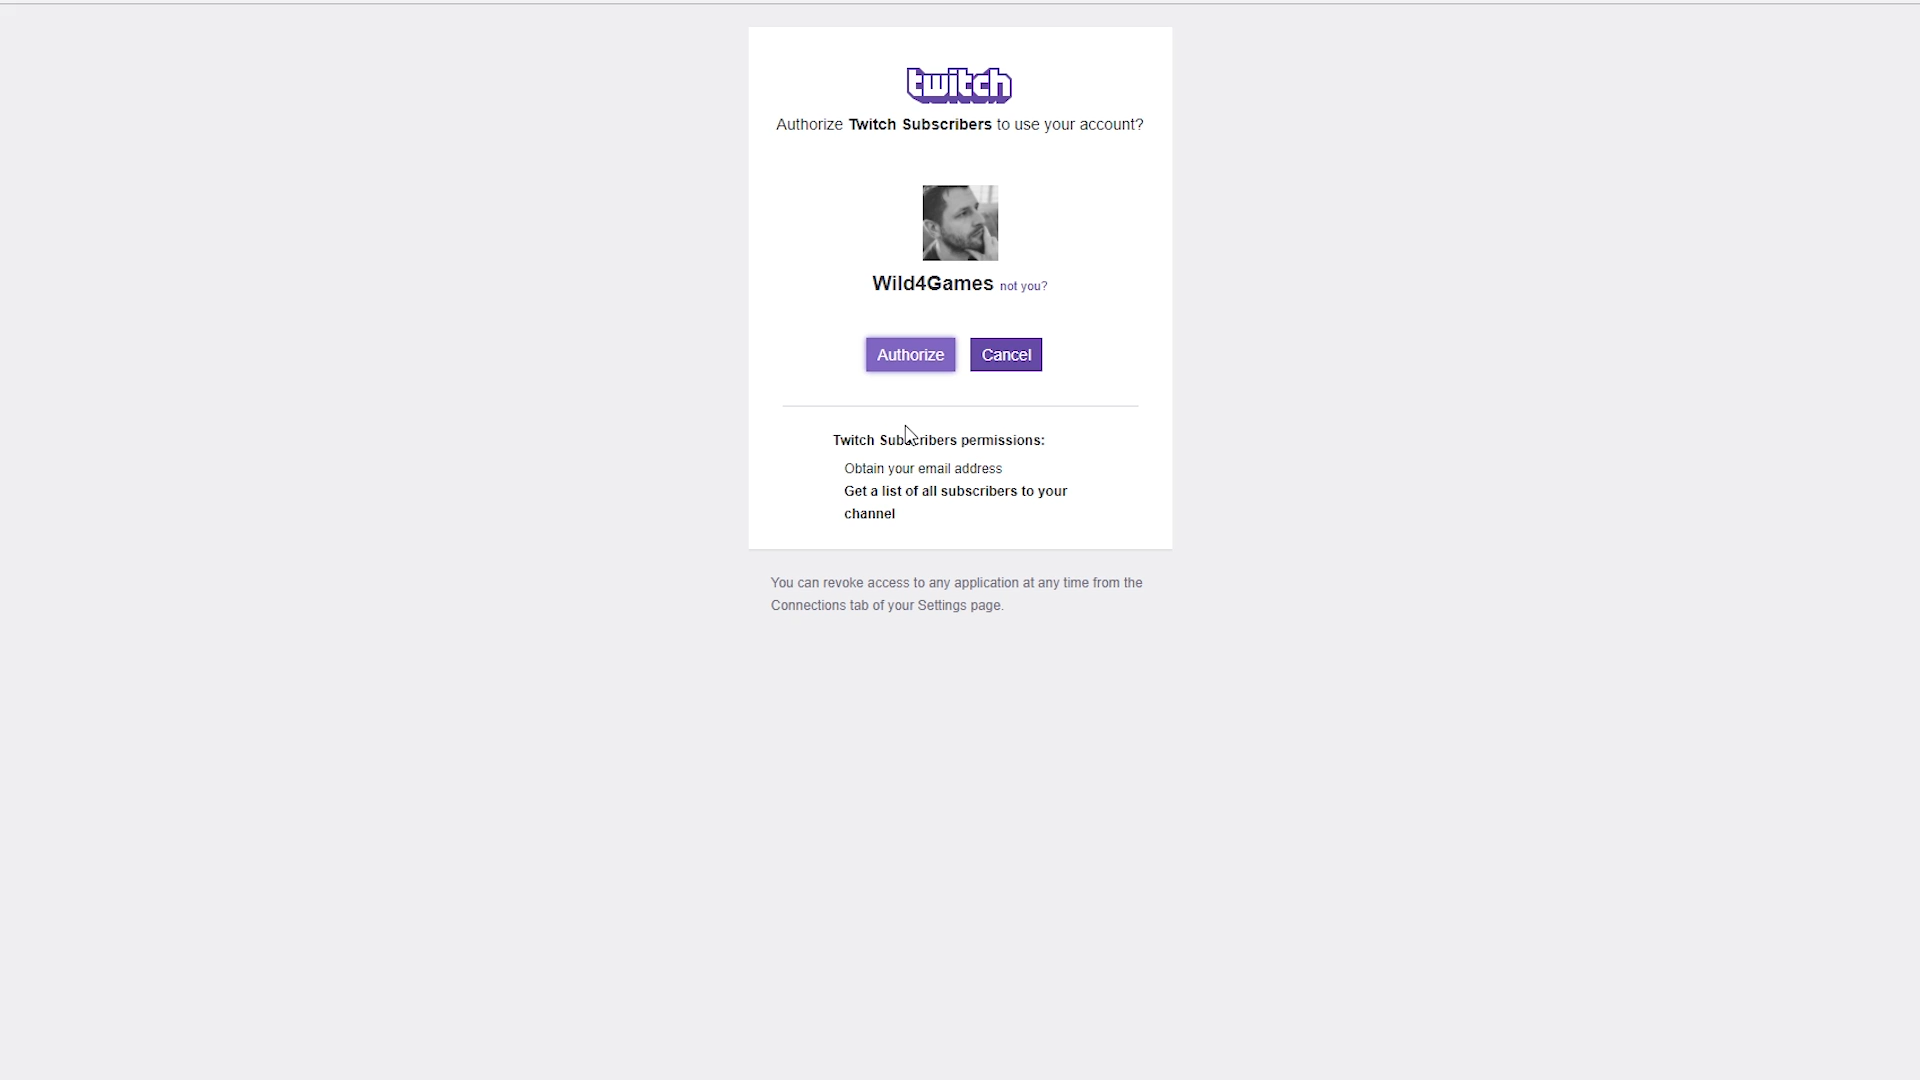 twitch
Authorize Twitch Subscribers to use your account?
Wild4Games not you?
Authorize Cancel
Twitch Subscribers permissions:
Obtain your email address
Get a list of all subscribers to your
channel
You can revoke access to any application at any time from the
Connections tab of your Settings page.